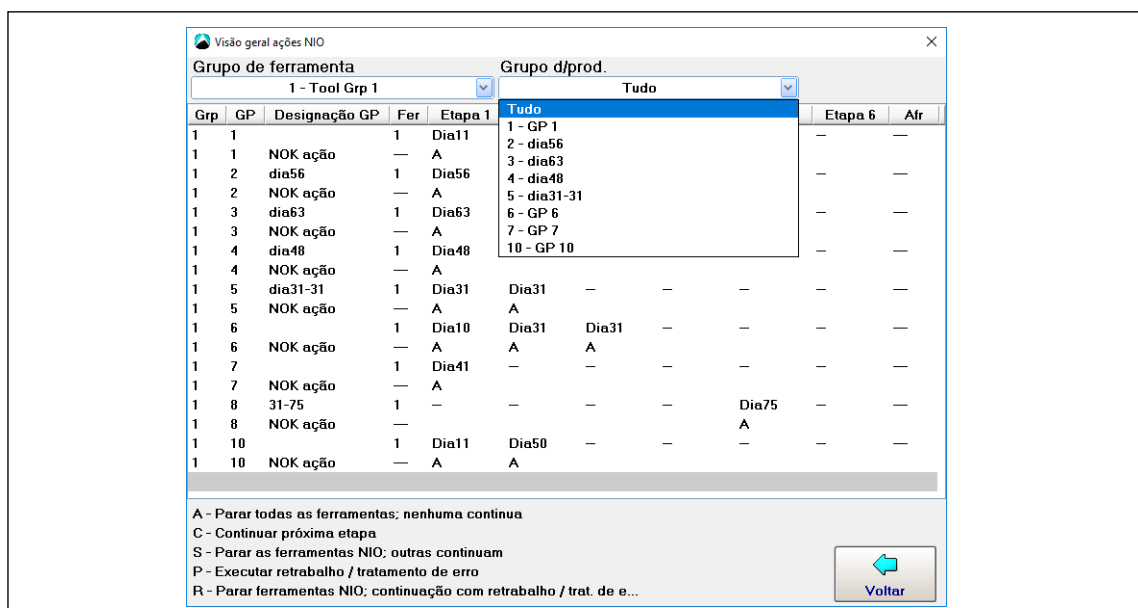 Visão geral ações NIO
Grupo de ferramenta Grupo d/prod.
1 - Tool Grp 1 Tudo
Grp GP Designação GP Fer Etapa 1 Etapa 6 Afr
Tudo
1 - GP 1
2 - dia56
3 - dia63
4 - dia48
5 - dia31-31
6 - GP 6
7 - GP 7
10 - GP 10
1 1 1 Dia11 – —
1 1 NOK ação — A
1 2 dia56 1 Dia56 – —
1 2 NOK ação — A
1 3 dia63 1 Dia63 – —
1 3 NOK ação — A
1 4 dia48 1 Dia48 – —
1 4 NOK ação — A
1 5 dia31-31 1 Dia31 Dia31 – – – – —
1 5 NOK ação — A A
1 6 1 Dia10 Dia31 Dia31 – – – —
1 6 NOK ação — A A A
1 7 1 Dia41 – – – – – —
1 7 NOK ação — A
1 8 31-75 1 – – – – Dia75 – —
1 8 NOK ação — A
1 10 1 Dia11 Dia50 – – – – —
1 10 NOK ação — A A
A - Parar todas as ferramentas; nenhuma continua
C - Continuar próxima etapa
S - Parar as ferramentas NIO; outras continuam
P - Executar retrabalho / tratamento de erro
R - Parar ferramentas NIO; continuação com retrabalho / trat. de e...
Voltar